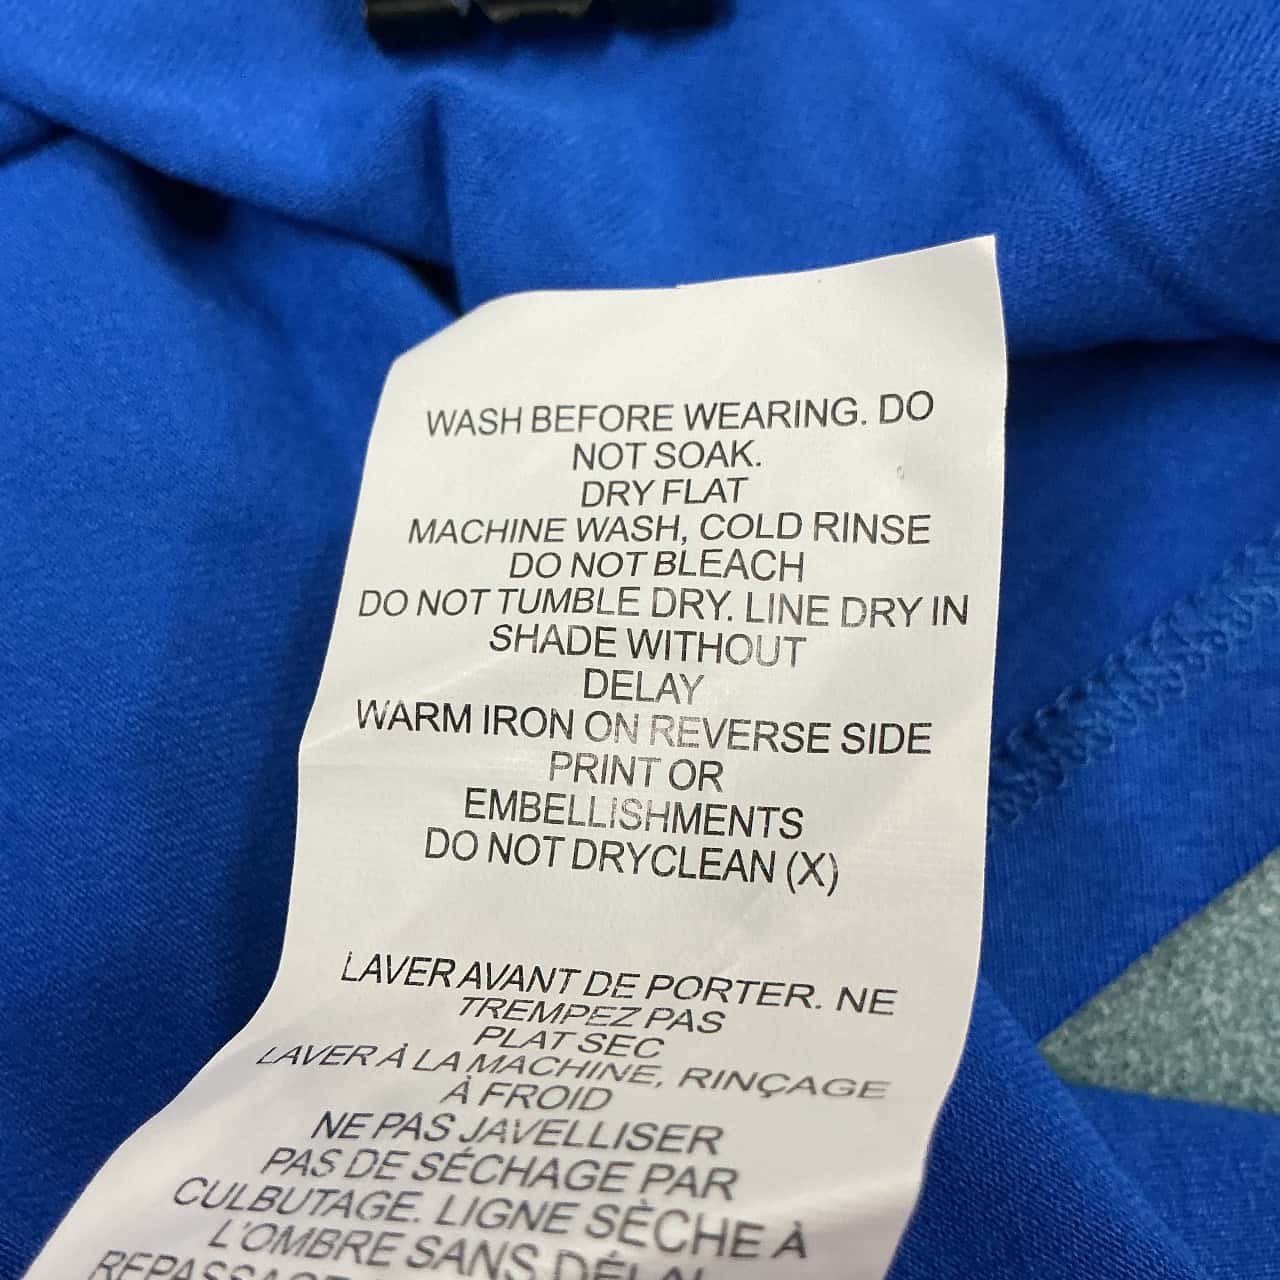 WASH BEFORE WEARING. DO
NOT SOAK.
DRY FLAT
MACHINE WASH, COLD RINSE
DO NOT BLEACH
DO NOT TUMBLE DRY. LINE DRY IN
SHADE WITHOUT
DELAY
WARM IRON ON REVERSE SIDE
PRINT OR
EMBELLISHMENTS
DO NOT DRYCLEAN (X)
LAVER AVANT DE PORTER. NE
TREMPEZ PAS
PLAT SEC
LAVER À LA MACHINE, RINÇAGE
À FROID
NE PAS JAVELLISER
PAS DE SÉCHAGE PAR
CULBUTAGE. LIGNE SÈCHE À
L'OMBRE SANS DÉLAI